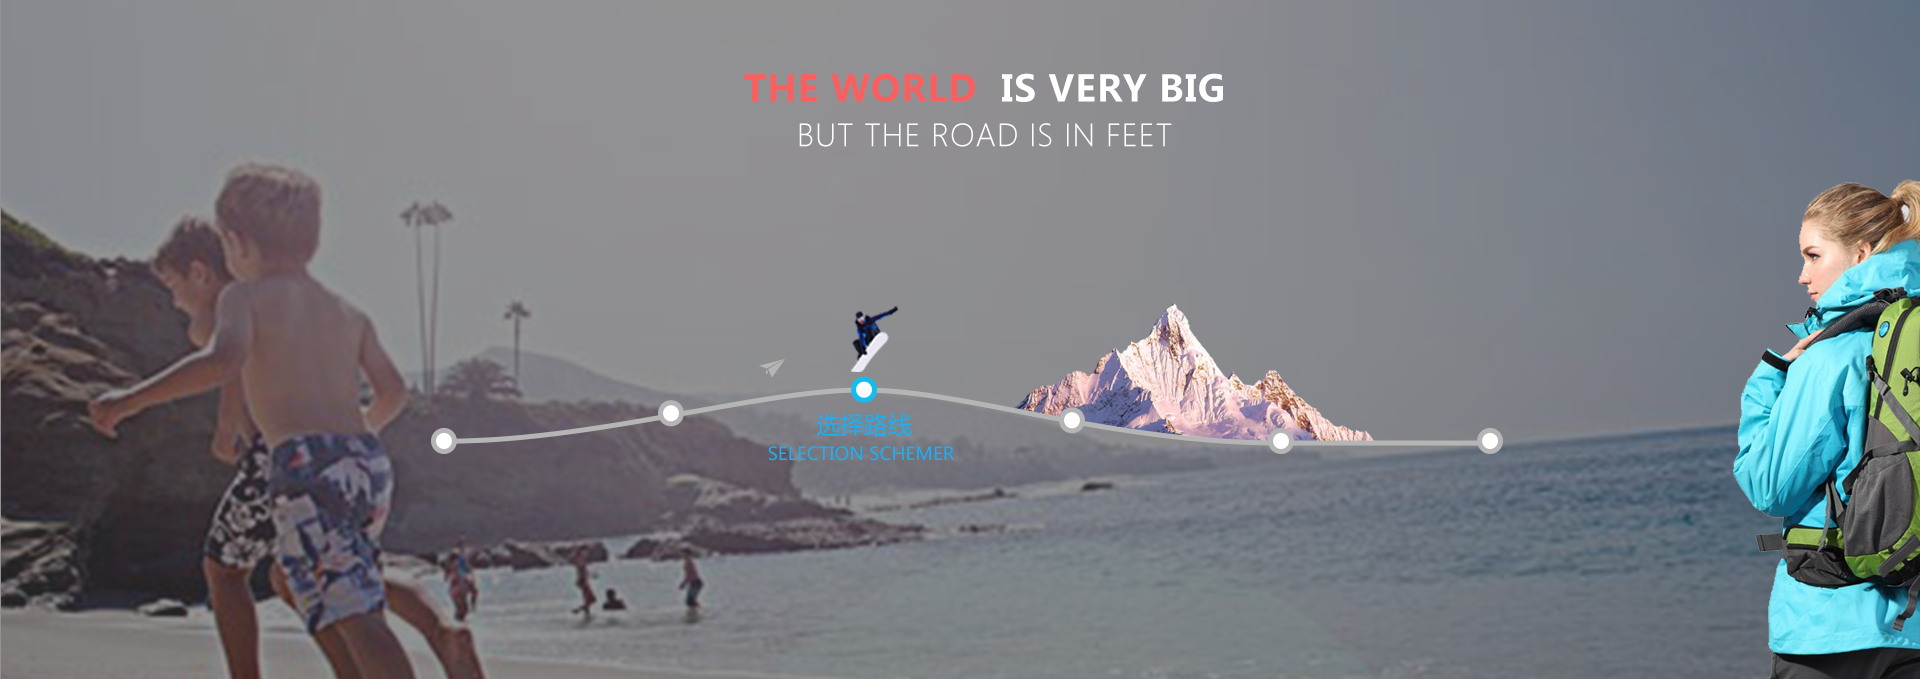 THE WORLD IS VERY BIG
BUT THE ROAD IS IN FEET
选择路线
SELECTION SCHEMER